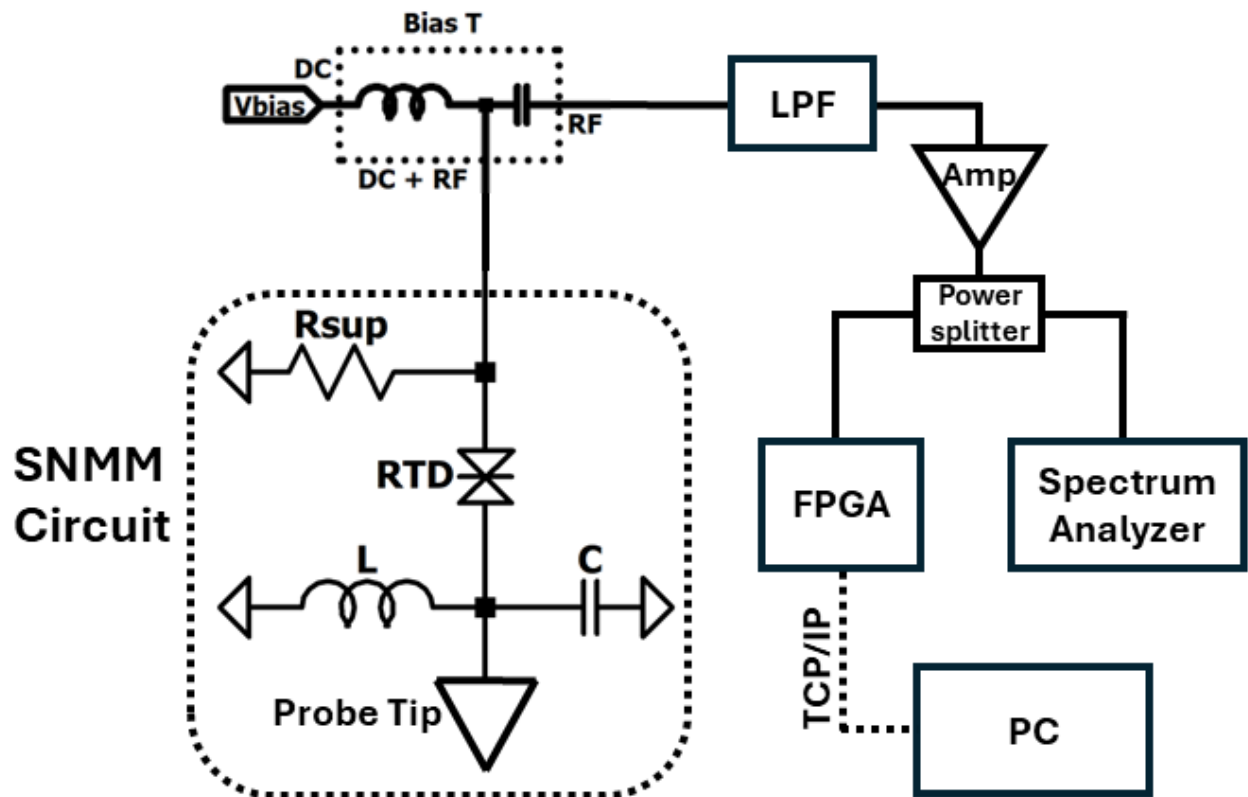 Bias T
DC
Vbias
RF
DC + RF
LPF
Amp
Power
splitter
Rsup
RTD
SNMM
Circuit
L
C
Probe Tip
FPGA
Spectrum
Analyzer
TCP/IP
PC